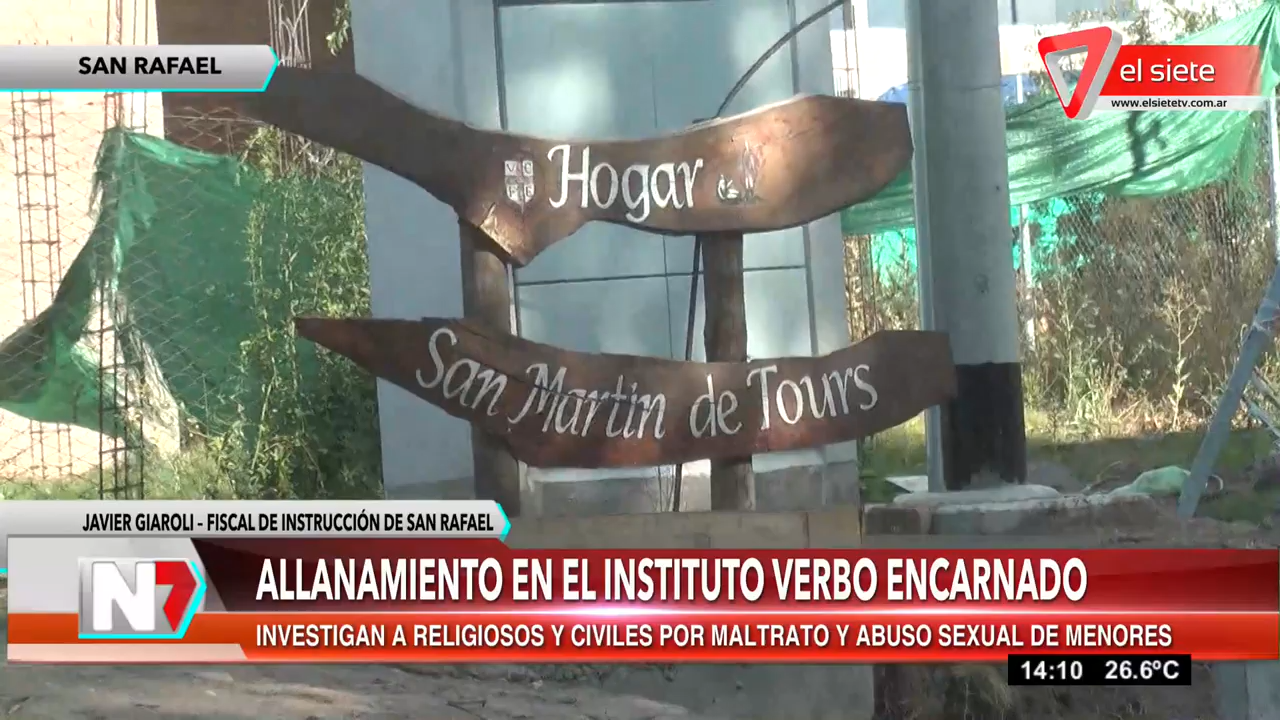 SAN RAFAEL
el siete
www.elsietetv.com.ar
Hogar
San Martin de Tours
JAVIER GIAROLI - FISCAL DE INSTRUCCIÓN DE SAN RAFAEL
N7
ALLANAMIENTO EN EL INSTITUTO VERBO ENCARNADO
INVESTIGAN A RELIGIOSOS Y CIVILES POR MALTRATO Y ABUSO SEXUAL DE MENORES
14:10 26.6ºC